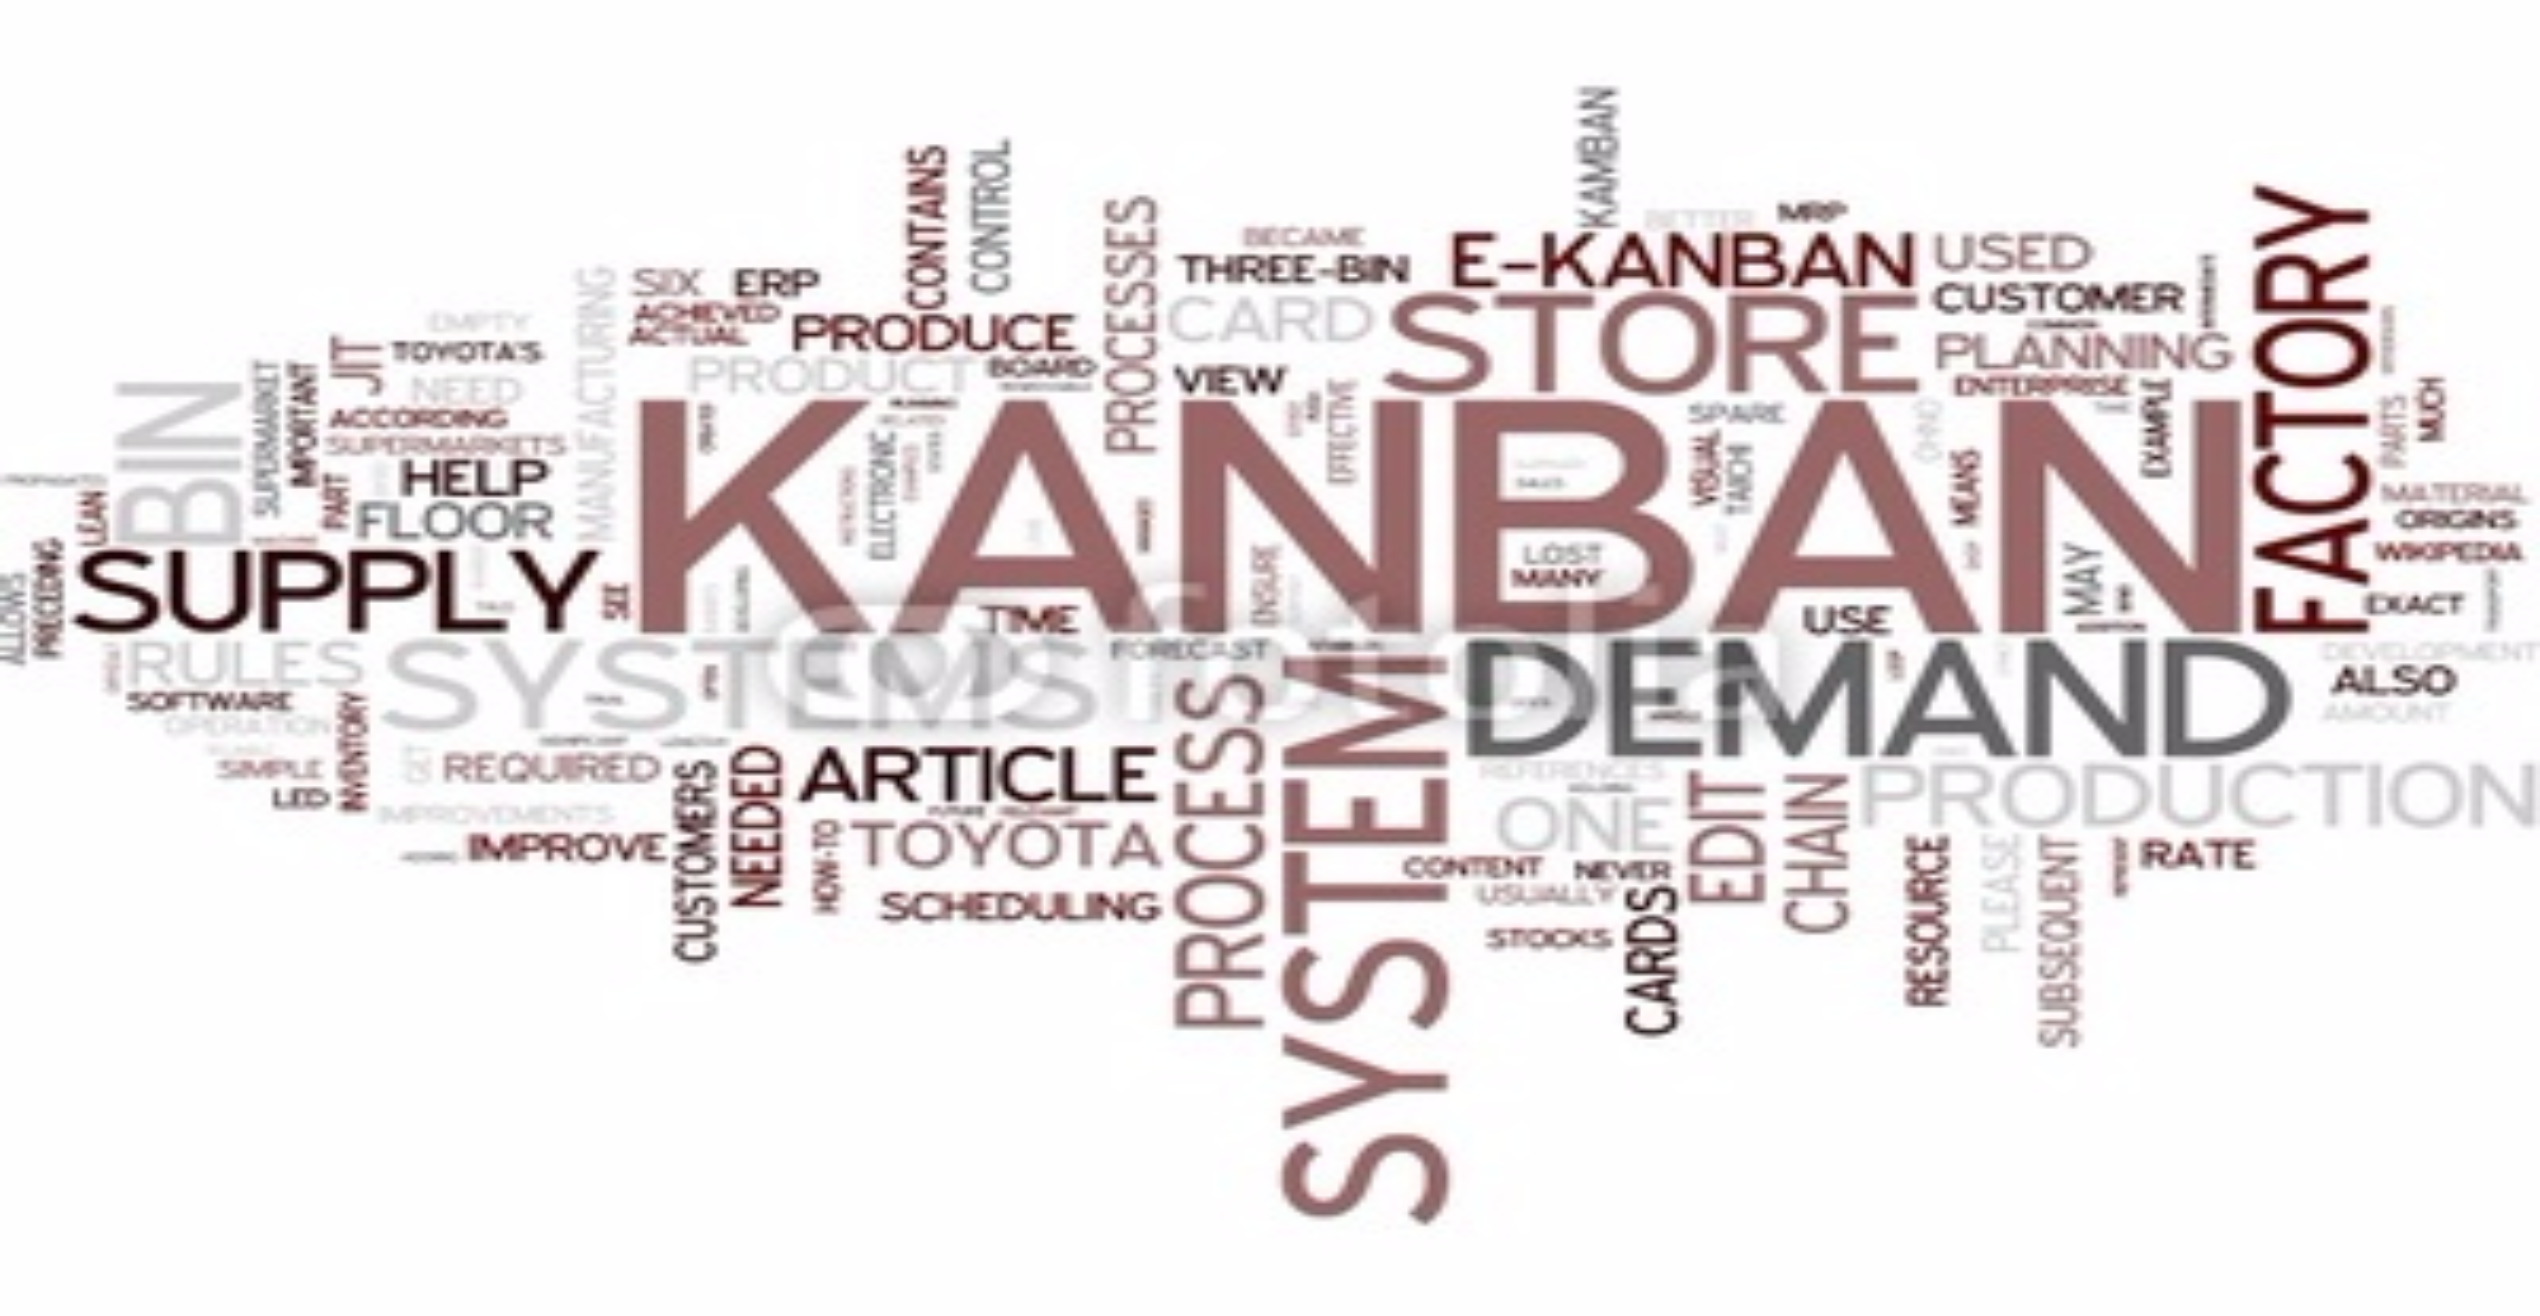 KAMBAN
CONTAINS
CONTROL
PROCESSES
BETTER
MRP
BECAME
THREE-BIN
E-KANBAN
USED
FACTORY
SIX
ERP
ACHIEVED
ACTUAL
PRODUCE
CARD
STORE
CUSTOMER
PLANNING
ENTERPRISE
EMPTY
JIT
TOYOTA'S
NEED
MANUFACTURING
PRODUCT
BOARD
VIEW
BIN
SUPERMARKET
IMPORTANT
ACCORDING
SUPERMARKETS
HELP
PART
FLOOR
LEAN
KANBAN
ELECTRONIC
EFFECTIVE
SPARE
VISUAL
TAIICHI
OHNO
MEANS
EXAMPLE
PARTS
MUCH
MATERIAL
ORIGINS
WIKIPEDIA
EXACT
ALLOWS
PRECEDING
SUPPLY
SEE
TIME
ENSURE
LOST
MANY
USE
MAY
fotolia
RULES
SYSTEMS
FORECAST
DEMAND
DEVELOPMENT
ALSO
AMOUNT
SOFTWARE
OPERATION
SIMPLE
LED
INVENTORY
GET
REQUIRED
IMPROVEMENTS
IMPROVE
CUSTOMERS
NEEDED
ARTICLE
HOW-TO
TOYOTA
SCHEDULING
PROCESS
SYSTEM
REFERENCES
ONE
CONTENT
NEVER
USUALLY
STOCKS
CARDS
EDIT
CHAIN
PRODUCTION
RESOURCE
PLEASE
SUBSEQUENT
RATE